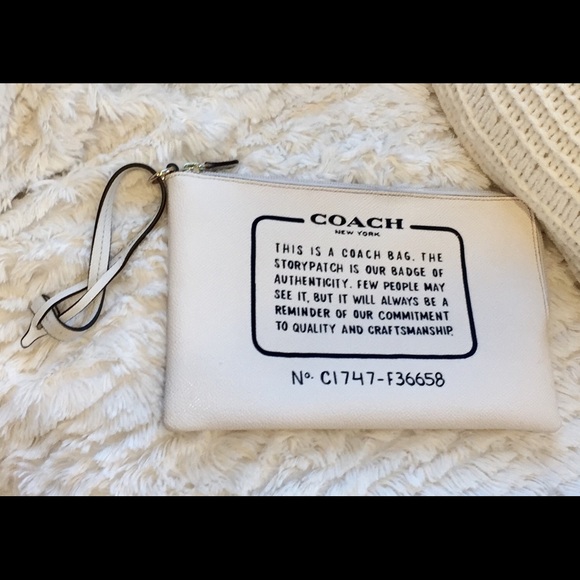 COACH
NEW YORK
THIS IS A COACH BAG. THE
STORYPATCH IS OUR BADGE OF
AUTHENTICITY. FEW PEOPLE MAY
SEE IT, BUT IT WILL ALWAYS BE A
REMINDER OF OUR COMMITMENT
TO QUALITY AND CRAFTSMANSHIP.
No. C1747-F36658